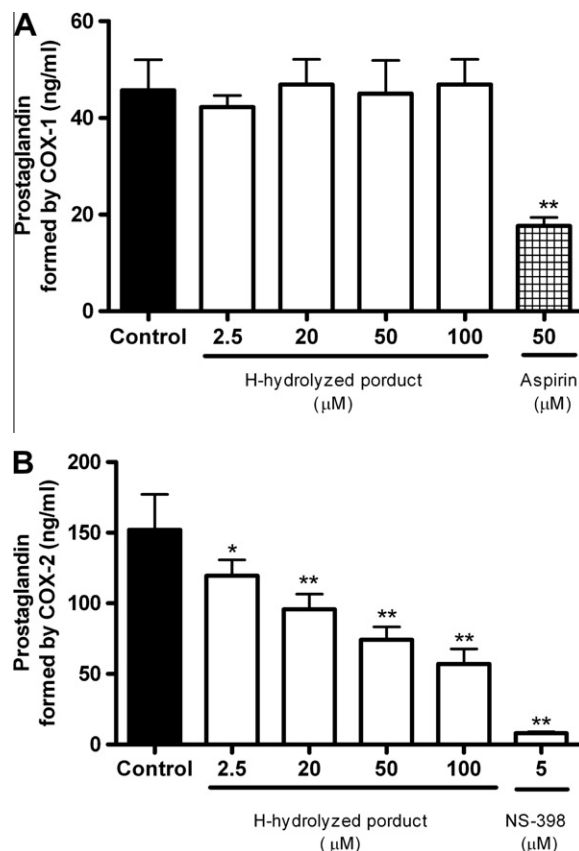 A
Prostaglandin
formed by COX-1 (ng/ml)
60
40
20
0
**
Control 2.5 20 50 100 50
H-hydrolyzed porduct Aspirin
(μM) (μM)
B
Prostaglandin
formed by COX-2 (ng/ml)
200
150
100
50
0
*
**
**
**
**
Control 2.5 20 50 100 5
H-hydrolyzed porduct NS-398
( μM) (μM)